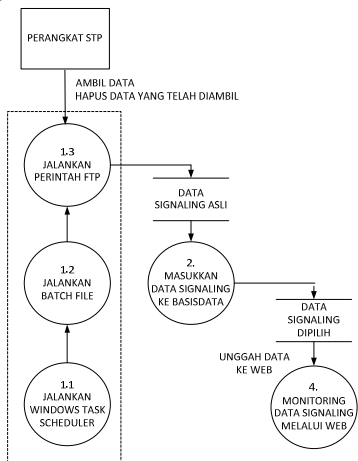 PERANGKAT STP
AMBIL DATA
HAPUS DATA YANG TELAH DIAMBIL
1.3
JALANKAN
PERINTAH FTP
DATA
SIGNALING ASLI
1.2
JALANKAN
BATCH FILE
2.
MASUKKAN
DATA SIGNALING
KE BASISDATA
DATA
SIGNALING
DIPILIH
UNGGAH DATA
KE WEB
1.1
JALANKAN
WINDOWS TASK
SCHEDULER
4.
MONITORING
DATA SIGNALING
MELALUI WEB